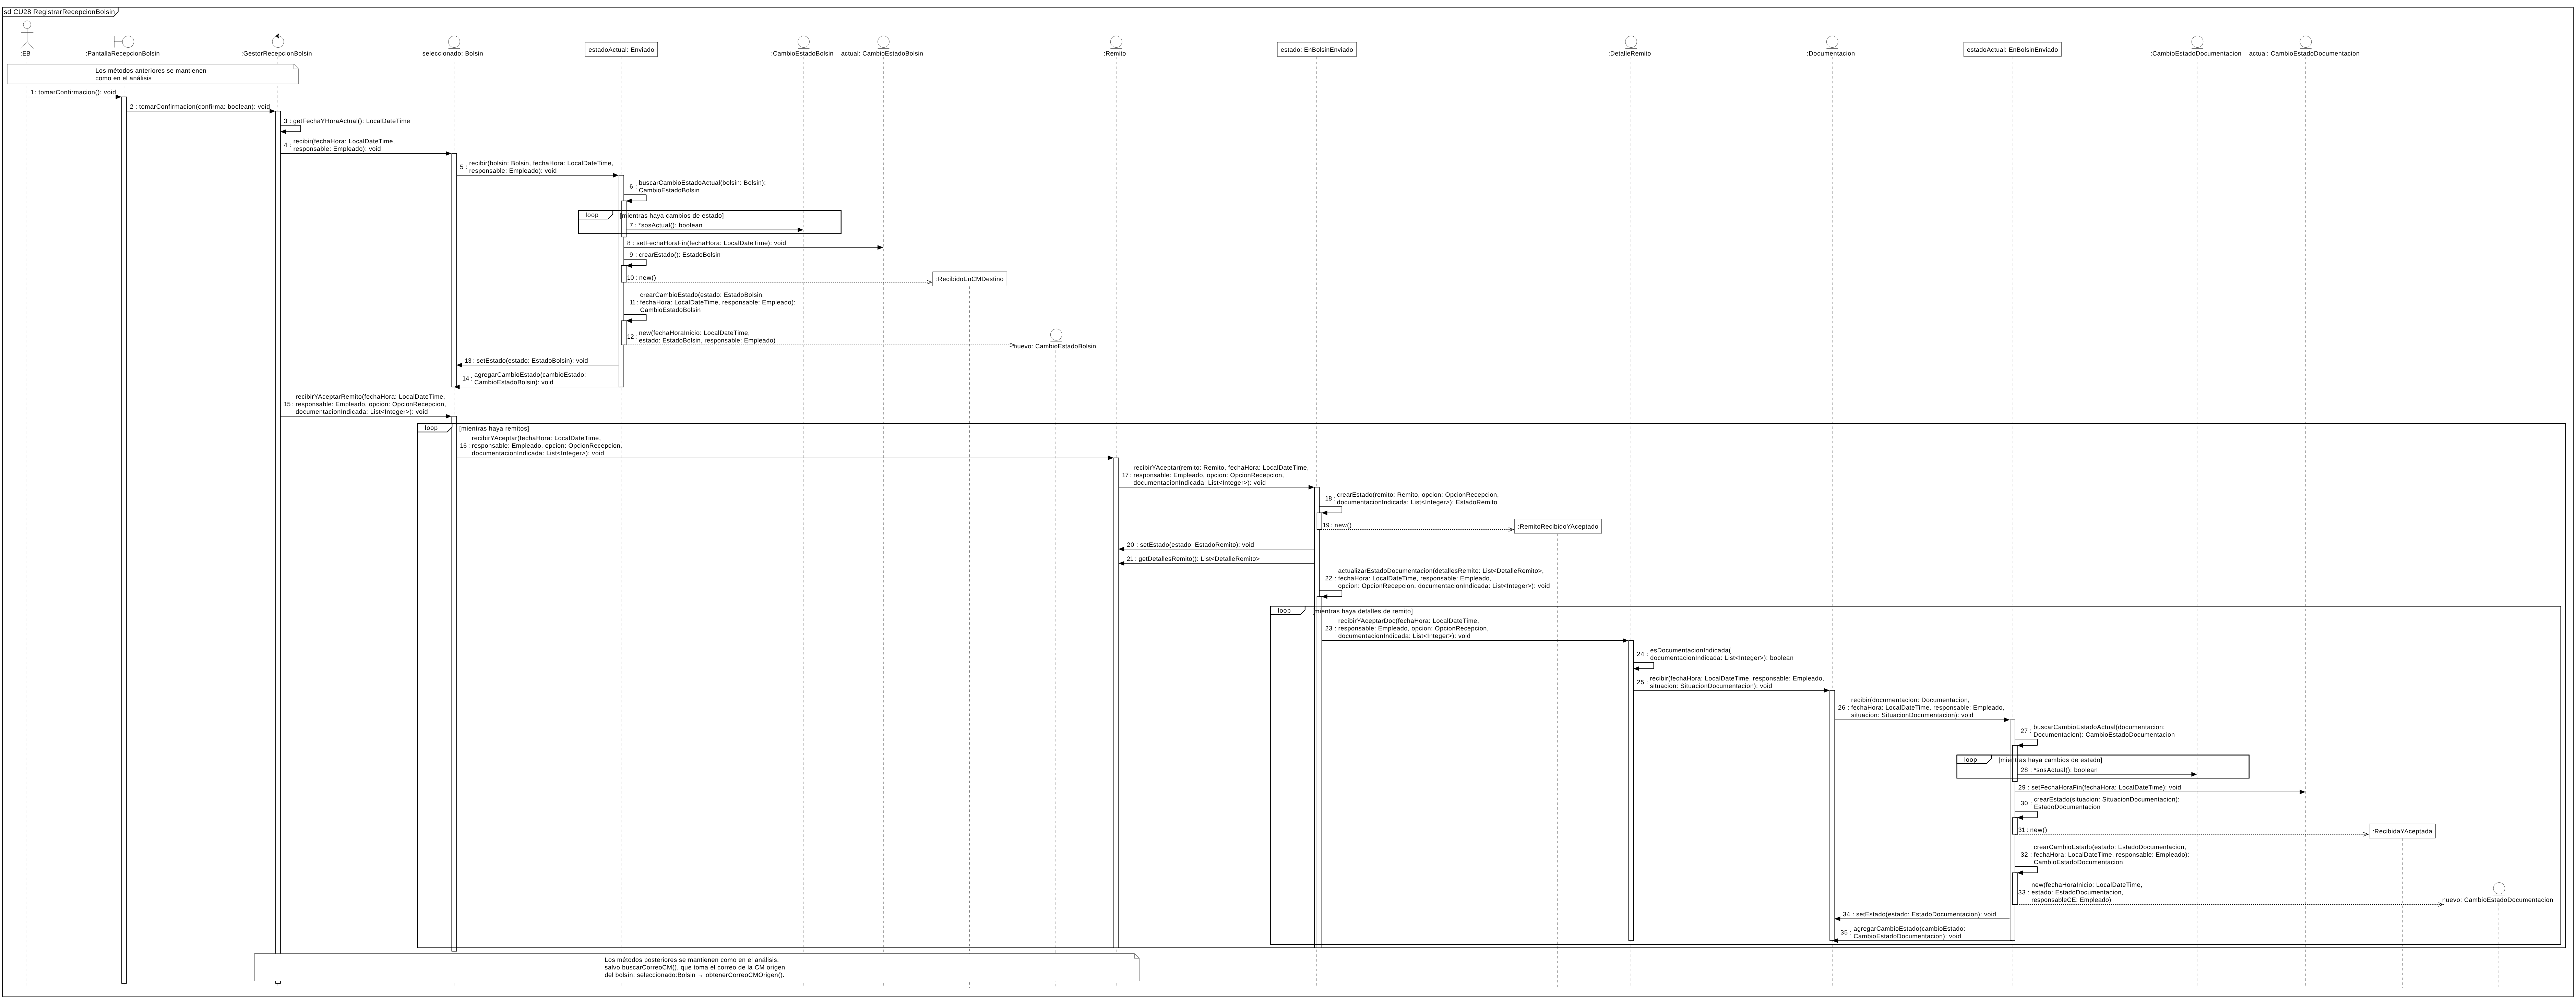 sd CU28 RegistrarRecepcionBolsin
:EB
:PantallaRecepcionBolsin
:GestorRecepcionBolsin
seleccionado: Bolsin
estadoActual: Enviado
:CambioEstadoBolsin
actual: CambioEstadoBolsin
:Remito
estado: EnBolsinEnviado
:DetalleRemito
:Documentacion
estadoActual: EnBolsinEnviado
:CambioEstadoDocumentacion
actual: CambioEstadoDocumentacion
Los métodos anteriores se mantienen
como en el análisis
1 : tomarConfirmacion(): void
2 : tomarConfirmacion(confirma: boolean): void
3 : getFechaYHoraActual(): LocalDateTime
4 : recibir(fechaHora: LocalDateTime,
responsable: Empleado): void
5 : recibir(bolsin: Bolsin, fechaHora: LocalDateTime,
responsable: Empleado): void
6 : buscarCambioEstadoActual(bolsin: Bolsin):
CambioEstadoBolsin
loop
[mientras haya cambios de estado]
7 : *sosActual(): boolean
8 : setFechaHoraFin(fechaHora: LocalDateTime): void
9 : crearEstado(): EstadoBolsin
10 : new()
:RecibidoEnCMDestino
11 : crearCambioEstado(estado: EstadoBolsin,
fechaHora: LocalDateTime, responsable: Empleado):
CambioEstadoBolsin
12 : new(fechaHoraInicio: LocalDateTime,
estado: EstadoBolsin, responsable: Empleado)
nuevo: CambioEstadoBolsin
13 : setEstado(estado: EstadoBolsin): void
14 : agregarCambioEstado(cambioEstado:
CambioEstadoBolsin): void
15 : recibirYAceptarRemito(fechaHora: LocalDateTime,
responsable: Empleado, opcion: OpcionRecepcion,
documentacionIndicada: List<Integer>): void
loop
[mientras haya remitos]
16 : recibirYAceptar(fechaHora: LocalDateTime,
responsable: Empleado, opcion: OpcionRecepcion,
documentacionIndicada: List<Integer>): void
17 : recibirYAceptar(remito: Remito, fechaHora: LocalDateTime,
responsable: Empleado, opcion: OpcionRecepcion,
documentacionIndicada: List<Integer>): void
18 : crearEstado(remito: Remito, opcion: OpcionRecepcion,
documentacionIndicada: List<Integer>): EstadoRemito
19 : new()
:RemitoRecibidoYAceptado
20 : setEstado(estado: EstadoRemito): void
21 : getDetallesRemito(): List<DetalleRemito>
22 : actualizarEstadoDocumentacion(detallesRemito: List<DetalleRemito>,
fechaHora: LocalDateTime, responsable: Empleado,
opcion: OpcionRecepcion, documentacionIndicada: List<Integer>): void
loop
[mientras haya detalles de remito]
23 : recibirYAceptarDoc(fechaHora: LocalDateTime,
responsable: Empleado, opcion: OpcionRecepcion,
documentacionIndicada: List<Integer>): void
24 : esDocumentacionIndicada(
documentacionIndicada: List<Integer>): boolean
25 : recibir(fechaHora: LocalDateTime, responsable: Empleado,
situacion: SituacionDocumentacion): void
26 : recibir(documentacion: Documentacion,
fechaHora: LocalDateTime, responsable: Empleado,
situacion: SituacionDocumentacion): void
27 : buscarCambioEstadoActual(documentacion:
Documentacion): CambioEstadoDocumentacion
loop
[mientras haya cambios de estado]
28 : *sosActual(): boolean
29 : setFechaHoraFin(fechaHora: LocalDateTime): void
30 : crearEstado(situacion: SituacionDocumentacion):
EstadoDocumentacion
31 : new()
:RecibidaYAceptada
32 : crearCambioEstado(estado: EstadoDocumentacion,
fechaHora: LocalDateTime, responsable: Empleado):
CambioEstadoDocumentacion
33 : new(fechaHoraInicio: LocalDateTime,
estado: EstadoDocumentacion,
responsableCE: Empleado)
nuevo: CambioEstadoDocumentacion
34 : setEstado(estado: EstadoDocumentacion): void
35 : agregarCambioEstado(cambioEstado:
CambioEstadoDocumentacion): void
Los métodos posteriores se mantienen como en el análisis,
salvo buscarCorreoCM(), que toma el correo de la CM origen
del bolsín: seleccionado:Bolsin → obtenerCorreoCMOrigen().